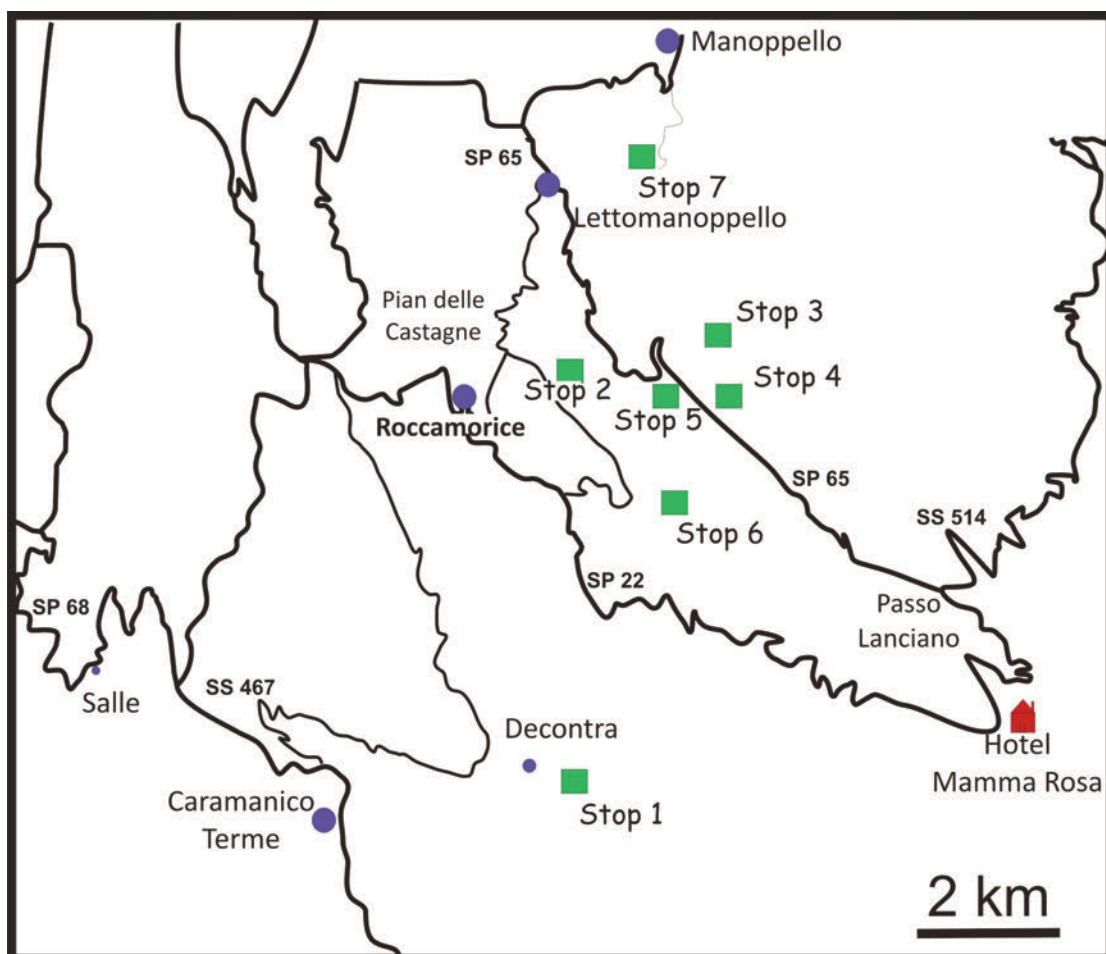 Manoppello
SP 65
Stop 7
Lettomanoppello
Pian delle
Castagne
Stop 3
Stop 2
Stop 4
Stop 5
Roccamorice
SP 65
Stop 6
SS 514
SP 22
SP 68
Passo
Lanciano
Salle
SS 467
Decontra
Hotel
Mamma Rosa
Stop 1
Caramanico
Terme
2 km